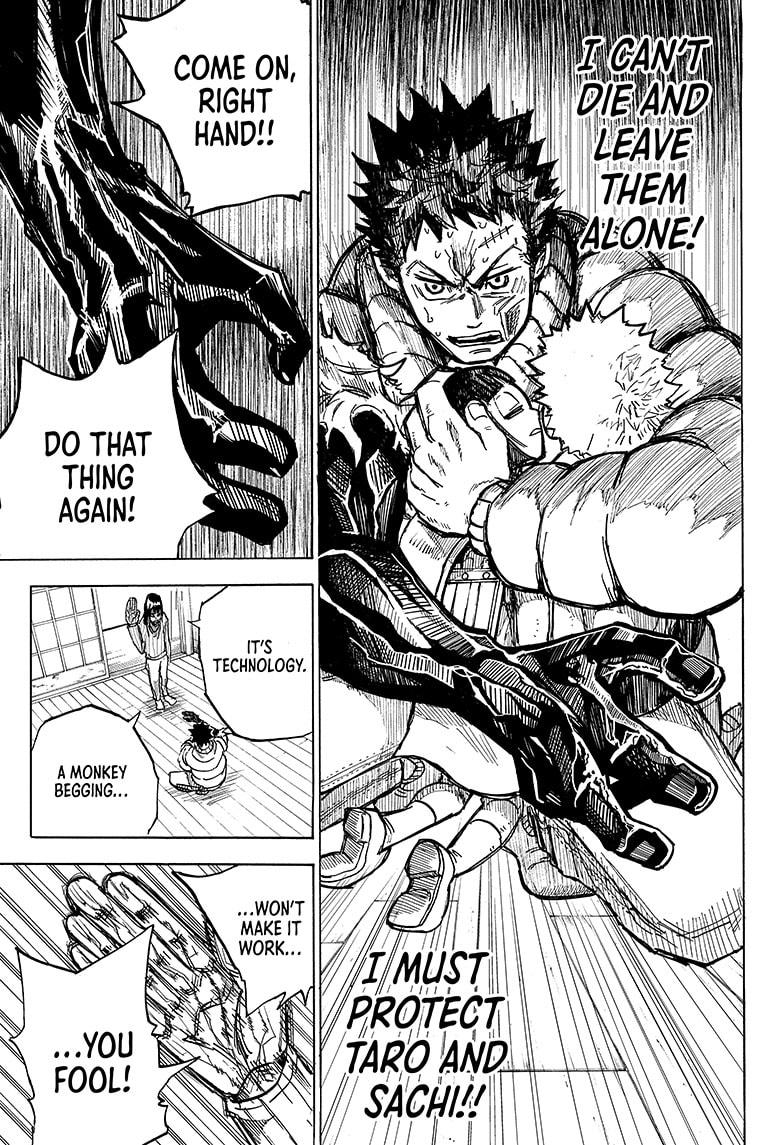 I CAN'T
DIE AND
LEAVE
THEM
ALONE!
I MUST
PROTECT
TARO AND
SACHI!!
COME ON,
RIGHT
HAND!!
DO THAT
THING
AGAIN!
IT'S
TECHNOLOGY.
A MONKEY
BEGGING...
...WON'T
MAKE IT
WORK...
...YOU
FOOL!